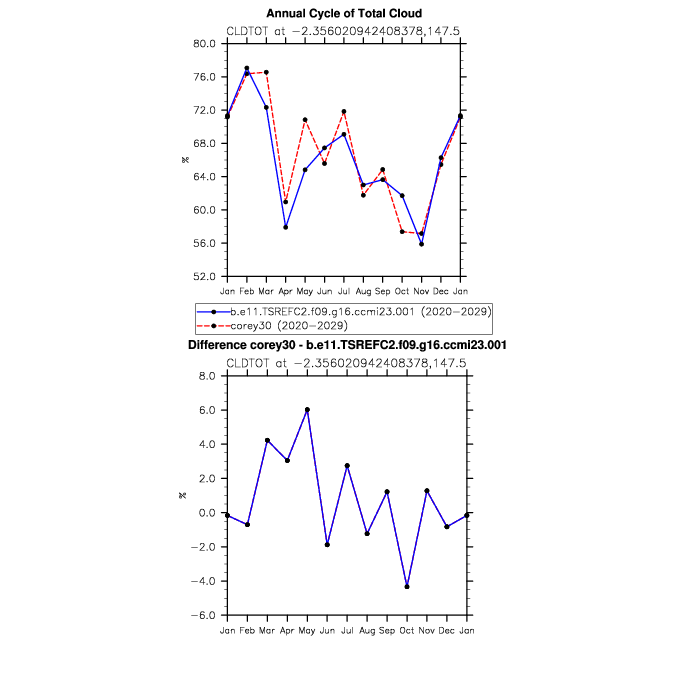 Annual Cycle of Total Cloud
CLDTOT at −2.356020942408378,147.5
80.0
76.0
72.0
68.0
64.0
60.0
56.0
52.0
%
Jan Feb Mar Apr May Jun Jul Aug Sep Oct Nov Dec Jan
b.e11.TSREFC2.f09.g16.ccmi23.001 (2020−2029)
corey30 (2020−2029)
Difference corey30 - b.e11.TSREFC2.f09.g16.ccmi23.001
CLDTOT at −2.356020942408378,147.5
8.0
6.0
4.0
2.0
0.0
−2.0
−4.0
−6.0
%
Jan Feb Mar Apr May Jun Jul Aug Sep Oct Nov Dec Jan